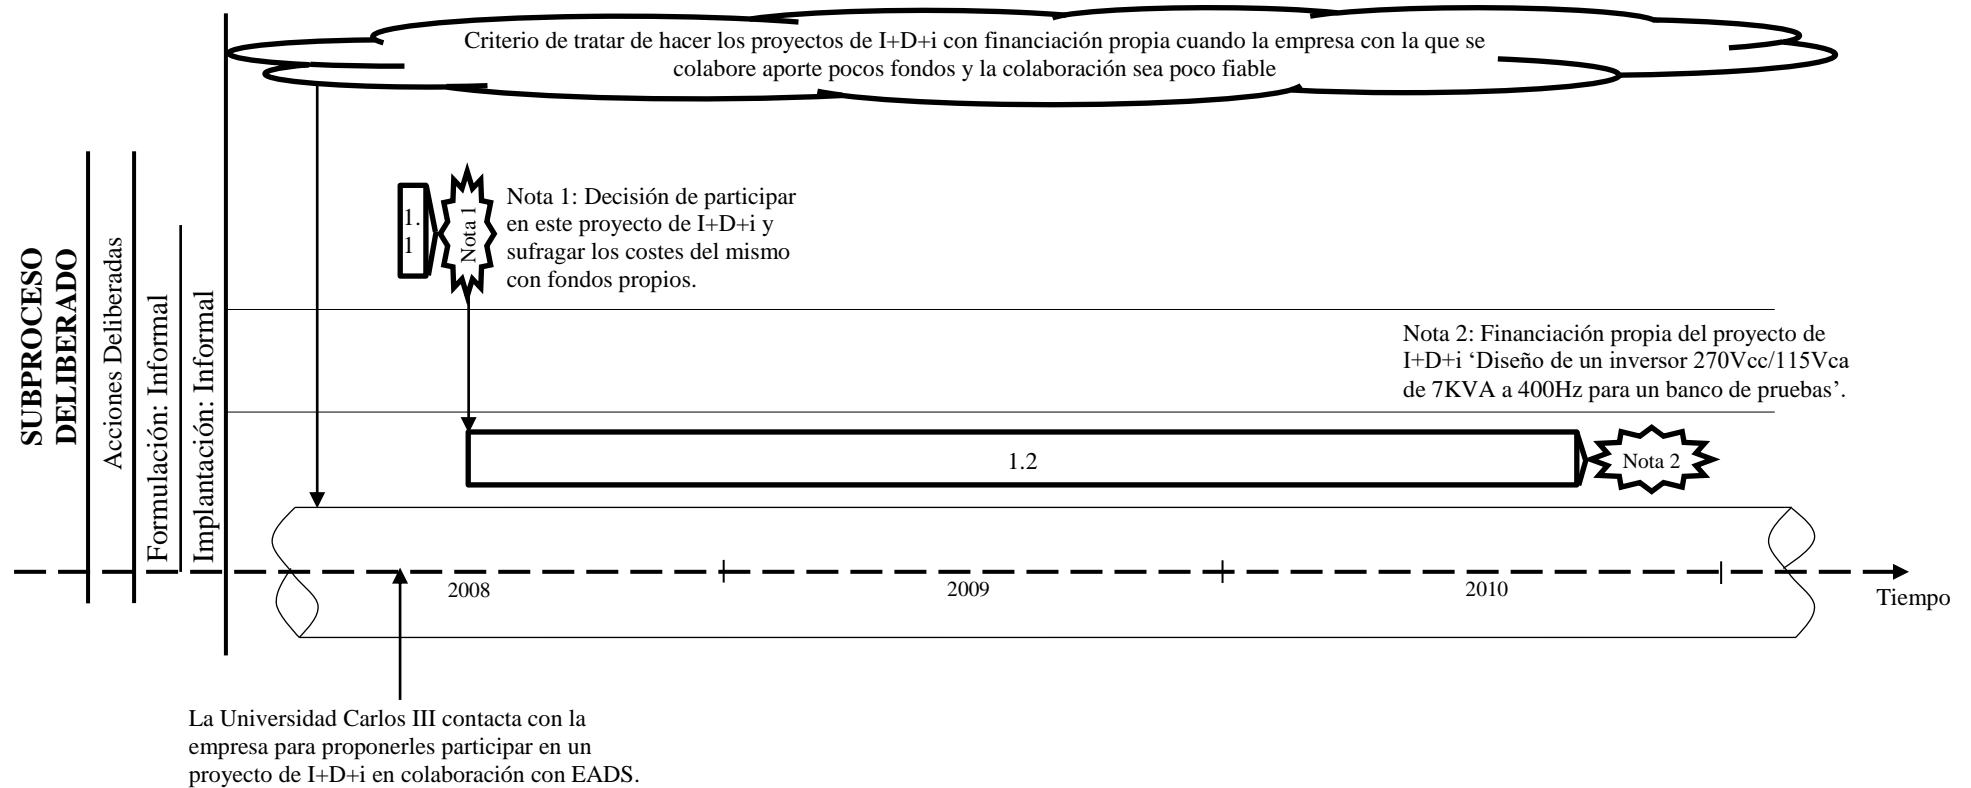 Criterio de tratar de hacer los proyectos de I+D+i con financiación propia cuando la empresa con la que se
colabore aporte pocos fondos y la colaboración sea poco fiable
SUBPROCESO
DELIBERADO
Acciones Deliberadas
Formulación: Informal
Implantación: Informal
1.
1
Nota 1
Nota 1: Decisión de participar
en este proyecto de I+D+i y
sufragar los costes del mismo
con fondos propios.
Nota 2: Financiación propia del proyecto de
I+D+i ‘Diseño de un inversor 270Vcc/115Vca
de 7KVA a 400Hz para un banco de pruebas’.
1.2
Nota 2
2008
2009
2010
Tiempo
La Universidad Carlos III contacta con la
empresa para proponerles participar en un
proyecto de I+D+i en colaboración con EADS.